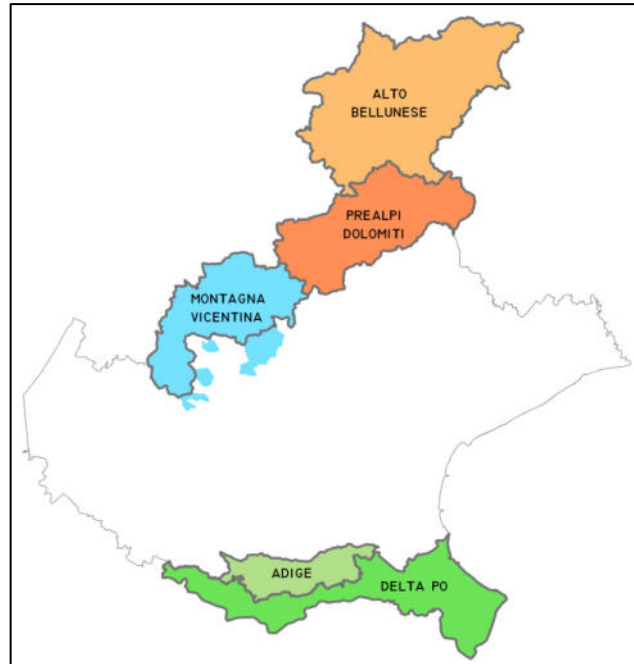 ALTO
BELLUNESE
PREALPI
DOLOMITI
MONTAGNA
VICENTINA
ADIGE
DELTA PO